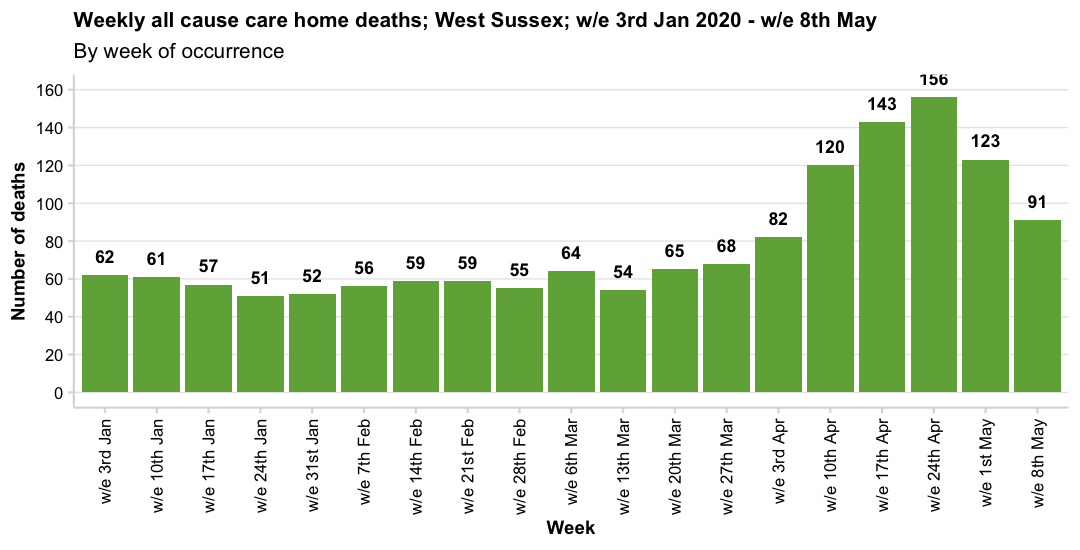 Weekly all cause care home deaths; West Sussex; w/e 3rd Jan 2020 - w/e 8th May
By week of occurrence
Number of deaths
160
140
120
100
80
60
40
20
0
62
61
57
51
52
56
59
59
55
64
54
65
68
82
120
143
156
123
91
w/e 3rd Jan
w/e 10th Jan
w/e 17th Jan
w/e 24th Jan
w/e 31st Jan
w/e 7th Feb
w/e 14th Feb
w/e 21st Feb
w/e 28th Feb
w/e 6th Mar
w/e 13th Mar
w/e 20th Mar
w/e 27th Mar
w/e 3rd Apr
w/e 10th Apr
w/e 17th Apr
w/e 24th Apr
w/e 1st May
w/e 8th May
Week